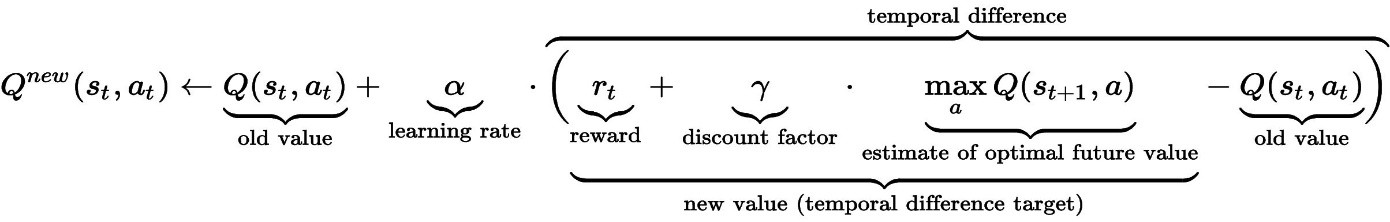 temporal difference
Q^{new}(s_t, a_t) ← Q(s_t, a_t) + α · ( r_t + γ · max_a Q(s_{t+1}, a) − Q(s_t, a_t) )
old value learning rate reward discount factor estimate of optimal future value old value
new value (temporal difference target)